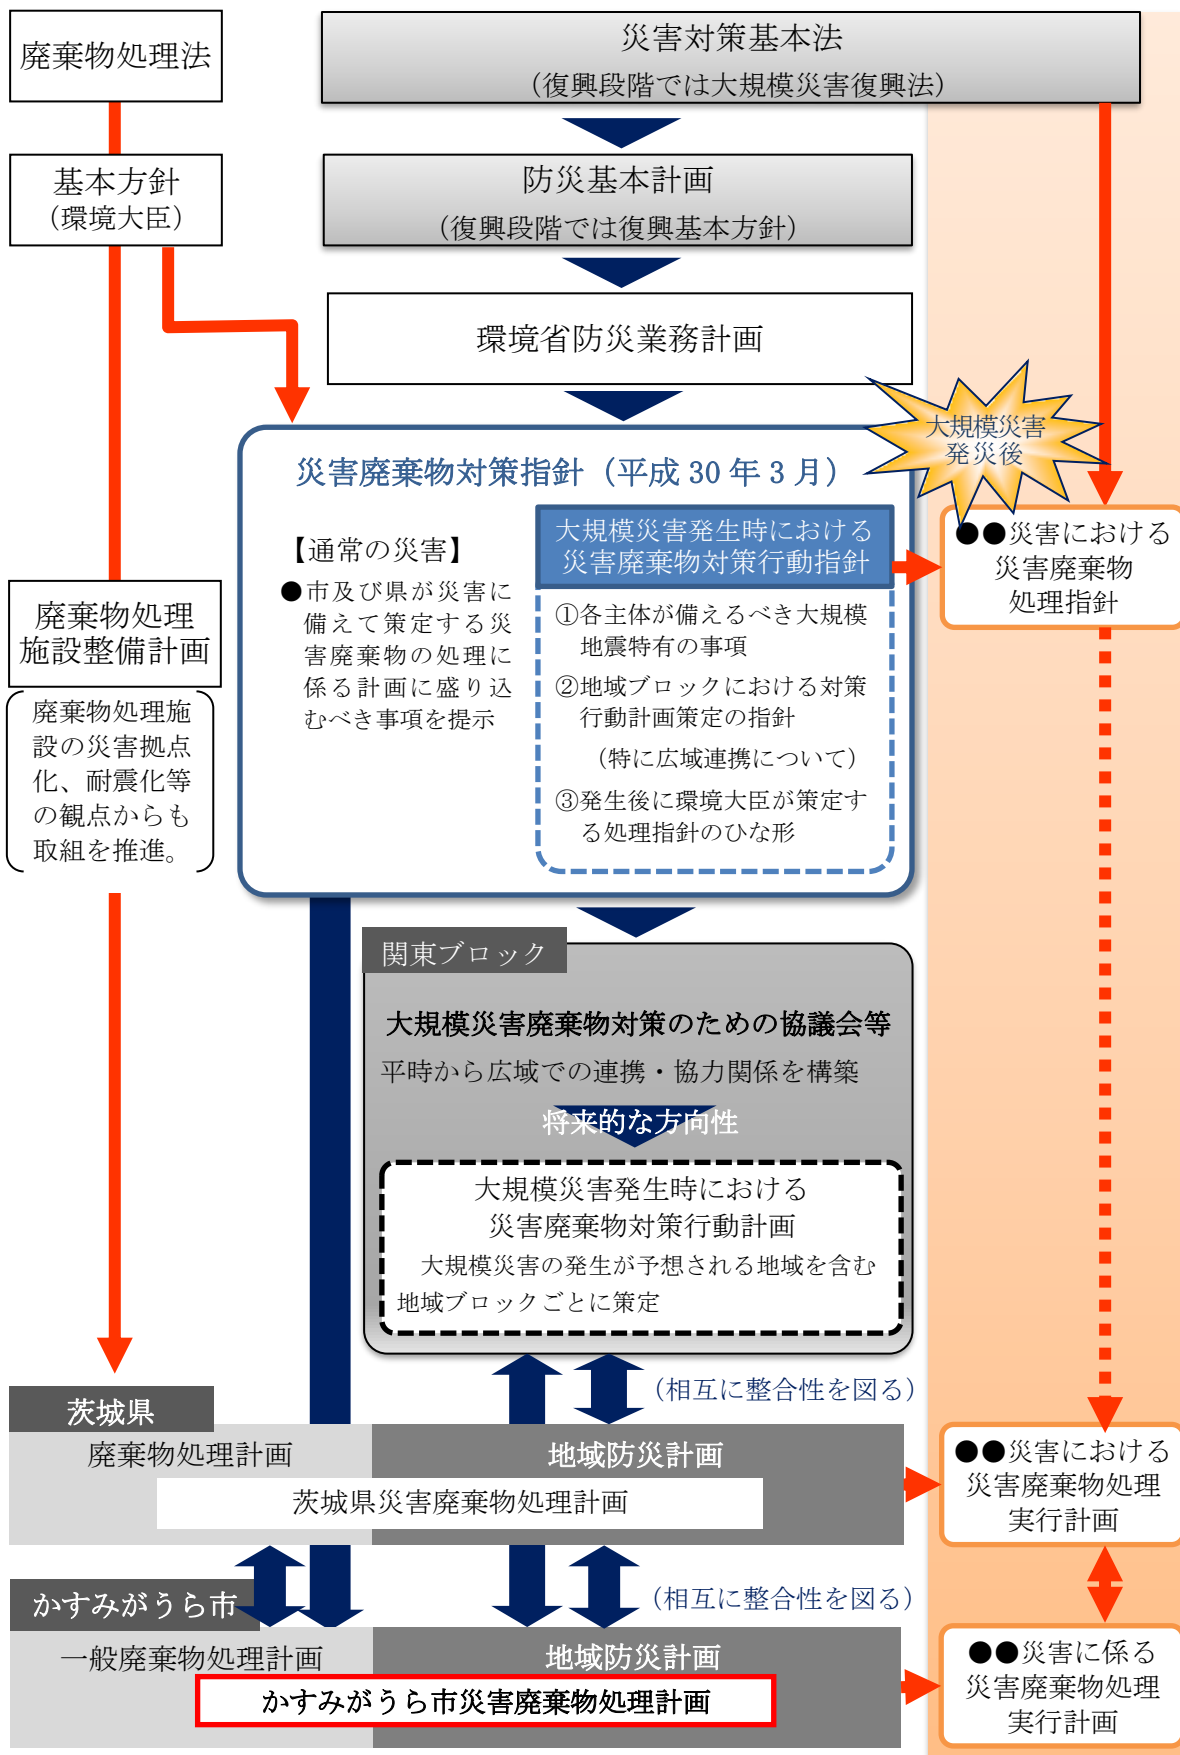 廃棄物処理法
災害対策基本法
（復興段階では大規模災害復興法）
基本方針
（環境大臣）
防災基本計画
（復興段階では復興基本方針）
環境省防災業務計画
大規模災害
発災後
災害廃棄物対策指針（平成 30 年 3 月）
【通常の災害】
●市及び県が災害に
備えて策定する災
害廃棄物の処理に
係る計画に盛り込
むべき事項を提示
大規模災害発生時における
災害廃棄物対策行動指針
①各主体が備えるべき大規模
地震特有の事項
②地域ブロックにおける対策
行動計画策定の指針
（特に広域連携について）
③発生後に環境大臣が策定す
る処理指針のひな形
●●災害における
災害廃棄物
処理指針
廃棄物処理
施設整備計画
廃棄物処理施
設の災害拠点
化、耐震化等
の観点からも
取組を推進。
関東ブロック
大規模災害廃棄物対策のための協議会等
平時から広域での連携・協力関係を構築
将来的な方向性
大規模災害発生時における
災害廃棄物対策行動計画
大規模災害の発生が予想される地域を含む
地域ブロックごとに策定
（相互に整合性を図る）
茨城県
廃棄物処理計画
地域防災計画
茨城県災害廃棄物処理計画
●●災害における
災害廃棄物処理
実行計画
（相互に整合性を図る）
かすみがうら市
一般廃棄物処理計画
地域防災計画
かすみがうら市災害廃棄物処理計画
●●災害に係る
災害廃棄物処理
実行計画